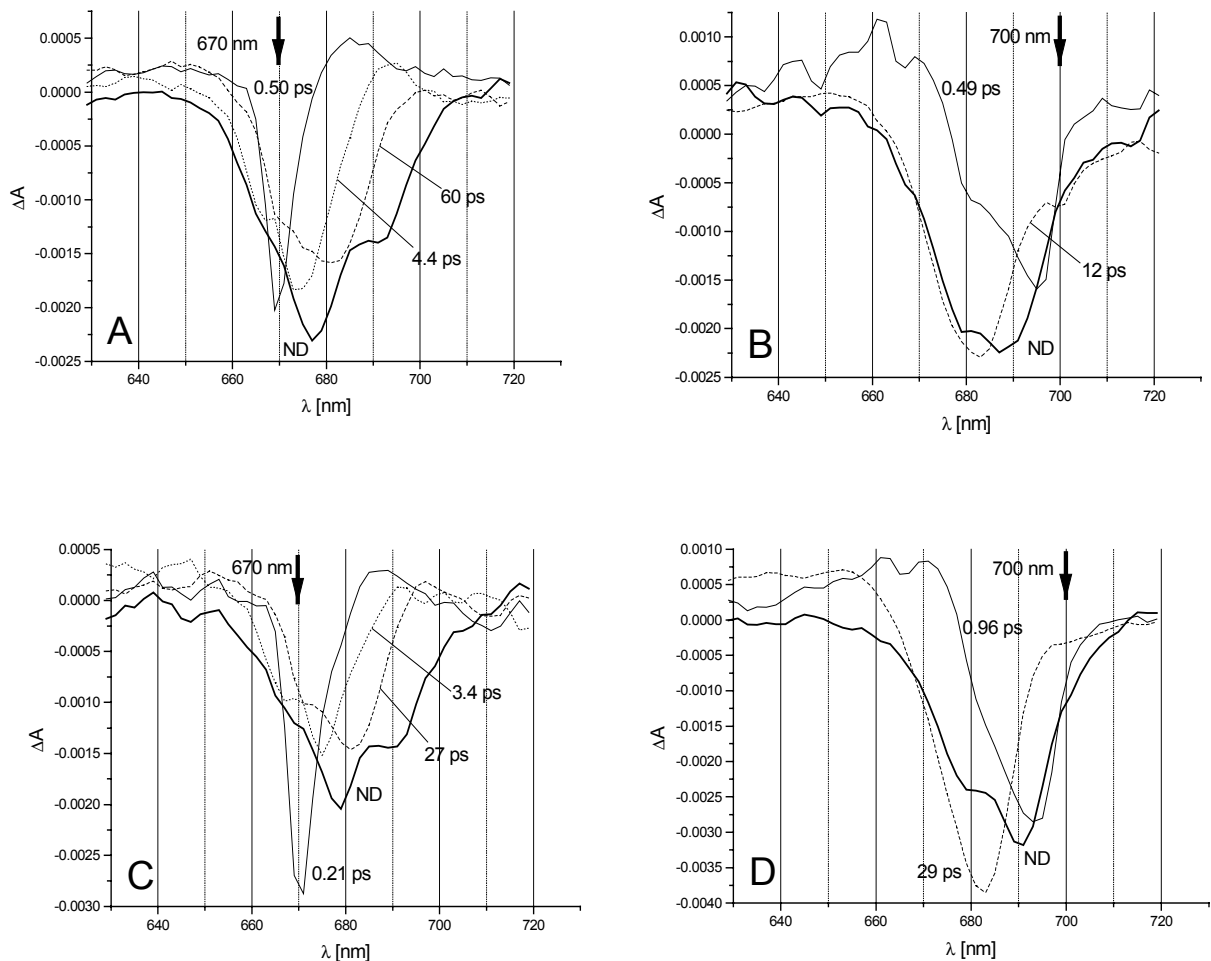 0.0005
0.0000
-0.0005
-0.0010
-0.0015
-0.0020
-0.0025
ΔA
670 nm
0.50 ps
60 ps
4.4 ps
ND
A
640 660 680 700 720
λ [nm]
0.0010
0.0005
0.0000
-0.0005
-0.0010
-0.0015
-0.0020
-0.0025
ΔA
700 nm
0.49 ps
12 ps
ND
B
640 660 680 700 720
λ [nm]
0.0005
0.0000
-0.0005
-0.0010
-0.0015
-0.0020
-0.0025
-0.0030
ΔA
670 nm
3.4 ps
27 ps
ND
0.21 ps
C
640 660 680 700 720
λ [nm]
0.0010
0.0005
0.0000
-0.0005
-0.0010
-0.0015
-0.0020
-0.0025
-0.0030
-0.0035
-0.0040
ΔA
700 nm
0.96 ps
ND
29 ps
D
640 660 680 700 720
λ [nm]